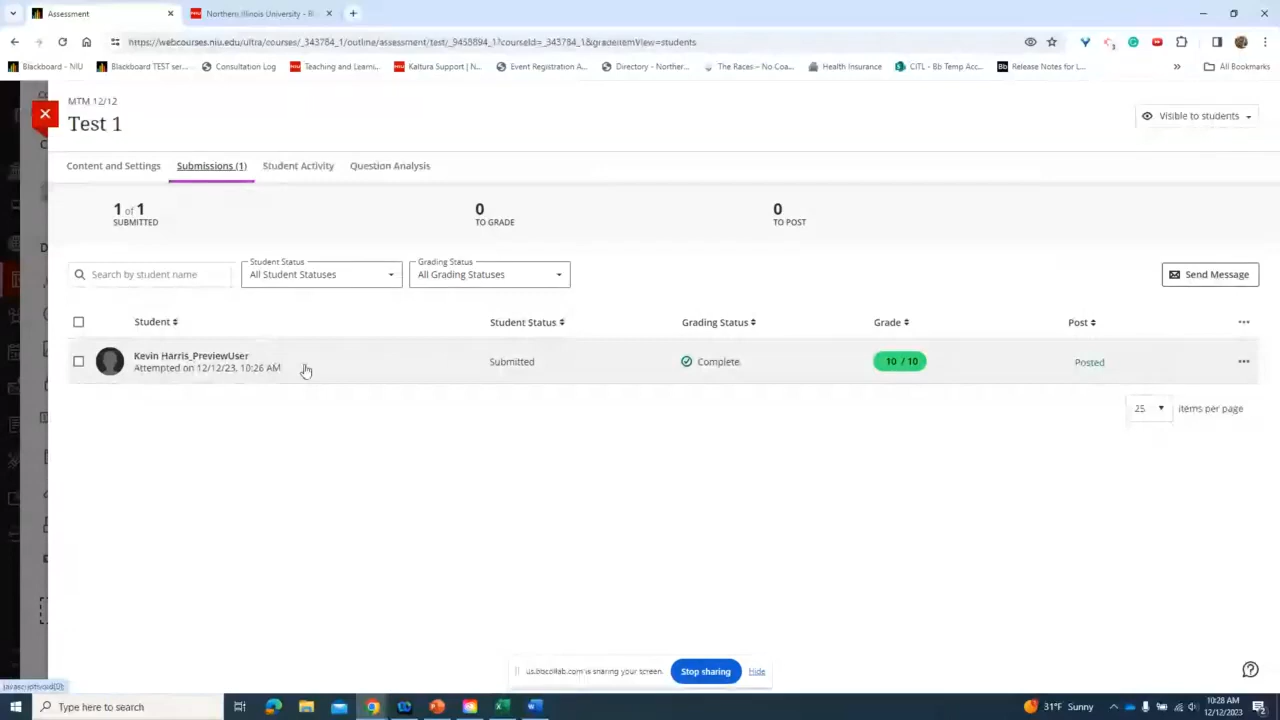 Assessment
Northern Illinois University - Bl
https://webcourses.niu.edu/ultra/courses/_343784_1/outline/assessment/test/_9458894_1?courseId=_343784_1&gradeitemView=students
Blackboard - NIU
Blackboard TEST ser...
Consultation Log
Teaching and Learni...
Kaltura Support | N...
Event Registration A...
Directory - Norther...
The Races – No Coa...
Health Insurance
CITL - Bb Temp Acc...
Release Notes for L...
All Bookmarks
MTM 12/12
Test 1
Visible to students
Content and Settings
Submissions (1)
Student Activity
Question Analysis
1 of 1
SUBMITTED
0
TO GRADE
0
TO POST
Search by student name
Student Status
All Student Statuses
Grading Status
All Grading Statuses
Send Message
Student
Student Status
Grading Status
Grade
Post
Kevin Harris_PreviewUser
Attempted on 12/12/23, 10:26 AM
Submitted
Complete
10 / 10
Posted
25
items per page
us.bbcollab.com is sharing your screen.
Stop sharing
Hide
javascript:void(0);
Type here to search
31°F Sunny
10:28 AM
12/12/2023